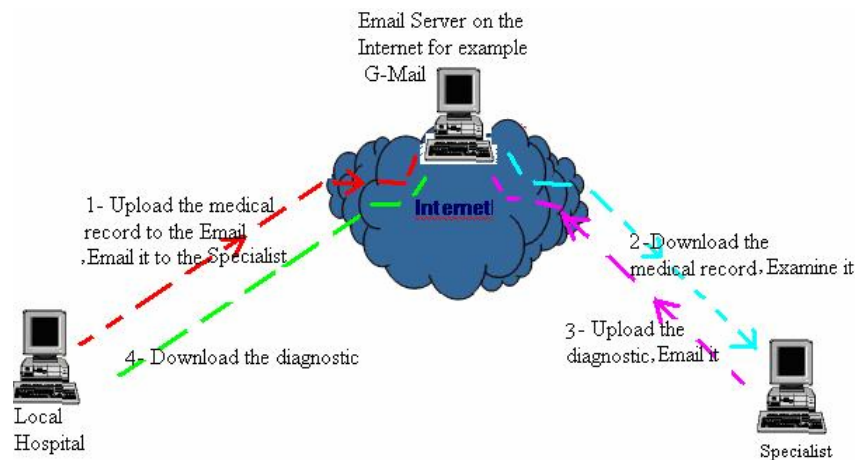 Email Server on the
Internet for example
G-Mail
Internet
1- Upload the medical
record to the Email
,Email it to the Specialist
2-Download the
medical record, Examine it
3- Upload the
diagnostic, Email it
4- Download the diagnostic
Local
Hospital
Specialist